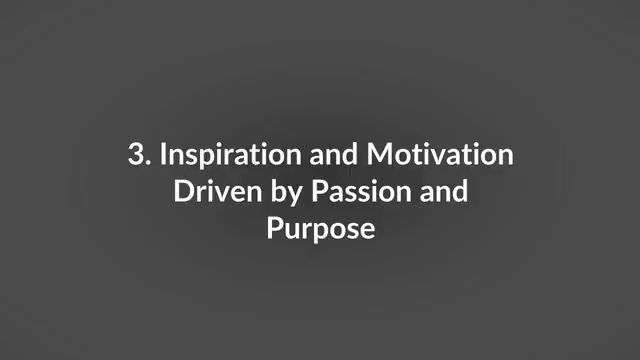 3. Inspiration and Motivation
Driven by Passion and
Purpose